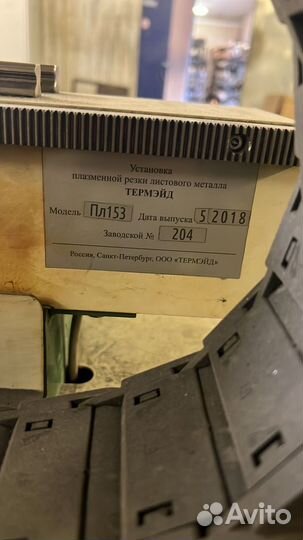 Установка
плазменной резки листового металла
ТЕРМЭЙД
Модель Пл153 Дата выпуска 5 2018
Заводской № 204
Россия, Санкт-Петербург, ООО «ТЕРМЭЙД»
Avito